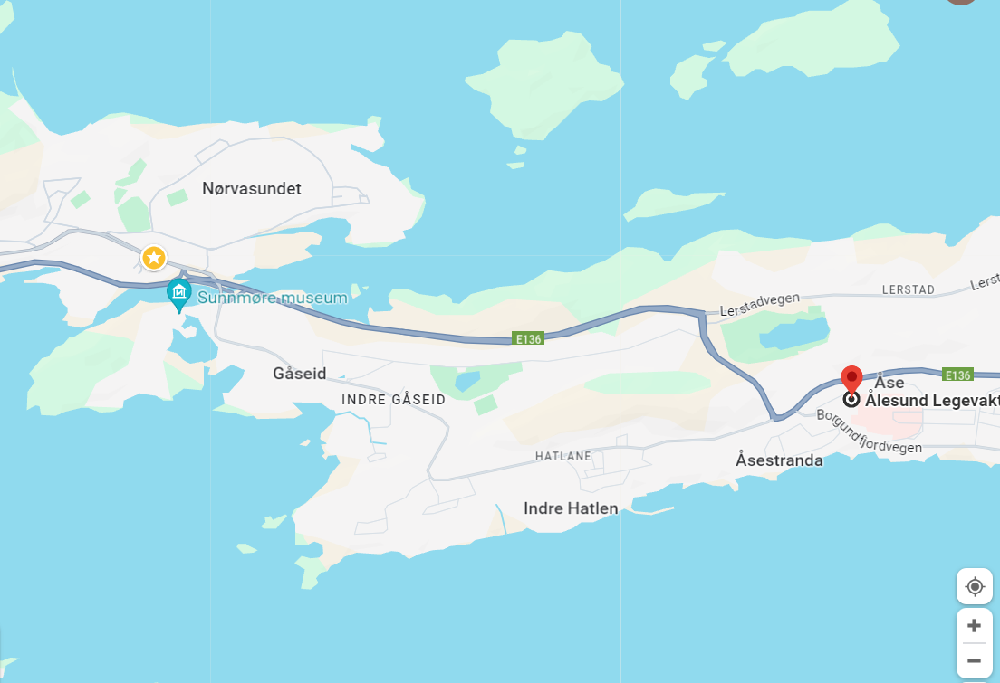 Nørvasundet
Sunnmøre museum
Lerstadvegen
LERSTAD
Lerst
E136
Gåseid
INDRE GÅSEID
E136
Åse
Ålesund Legevakt
Borgundfjordvegen
HATLANE
Åsestranda
Indre Hatlen